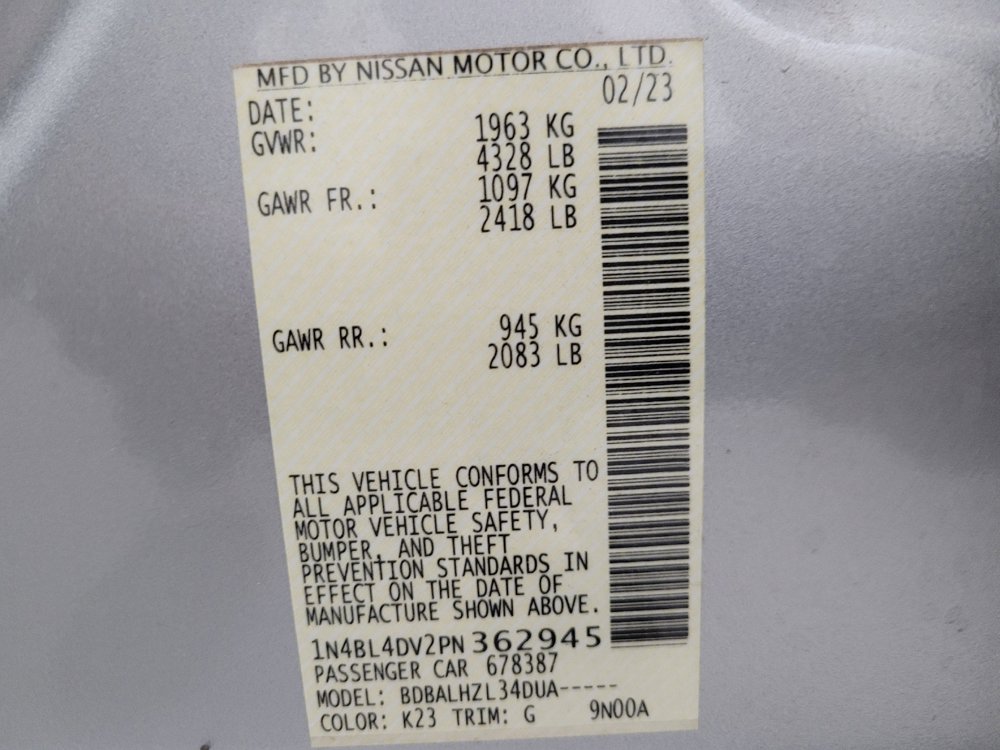 MFD BY NISSAN MOTOR CO., LTD.
DATE: 02/23
GVWR: 1963 KG
4328 LB
GAWR FR.: 1097 KG
2418 LB
GAWR RR.: 945 KG
2083 LB
THIS VEHICLE CONFORMS TO
ALL APPLICABLE FEDERAL
MOTOR VEHICLE SAFETY,
BUMPER, AND THEFT
PREVENTION STANDARDS IN
EFFECT ON THE DATE OF
MANUFACTURE SHOWN ABOVE.
1N4BL4DV2PN362945
PASSENGER CAR 678387
MODEL: BDBALHZL34DUA-----
COLOR: K23 TRIM: G 9N00A